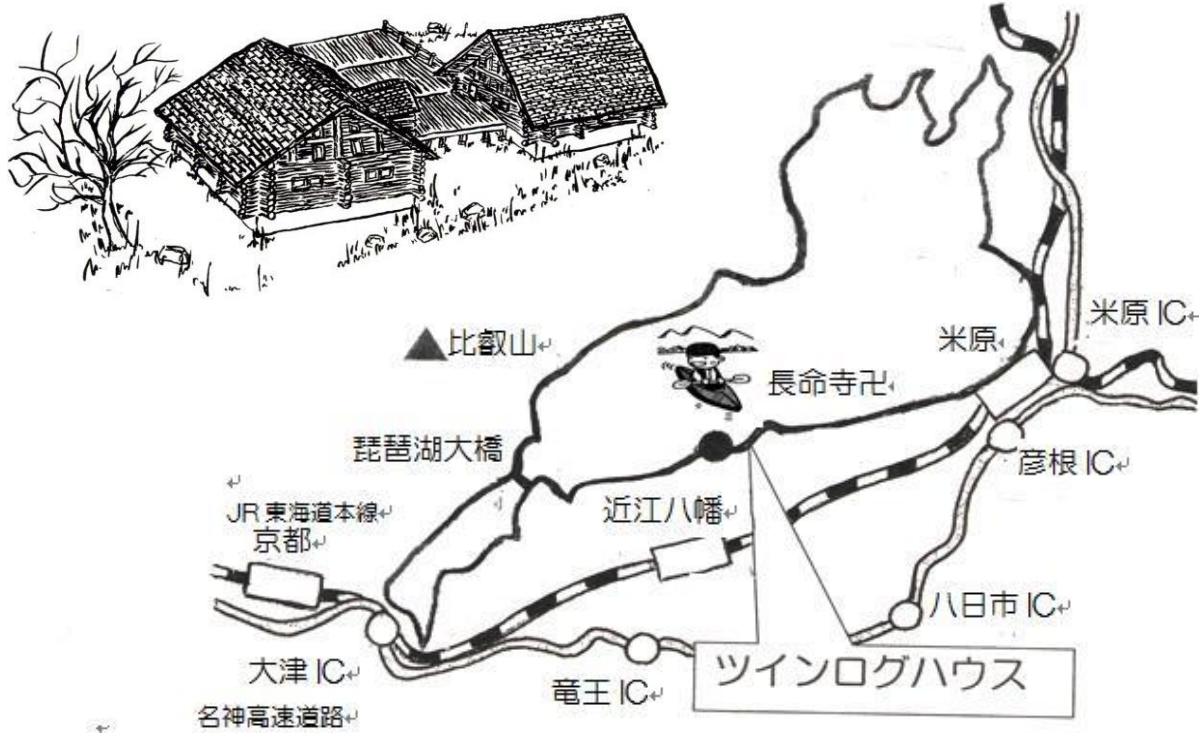 米原 IC
米原
比叡山
長命寺卍
琵琶湖大橋
彦根 IC
JR 東海道本線
京都
近江八幡
八日市 IC
ツインログハウス
大津 IC
竜王 IC
名神高速道路